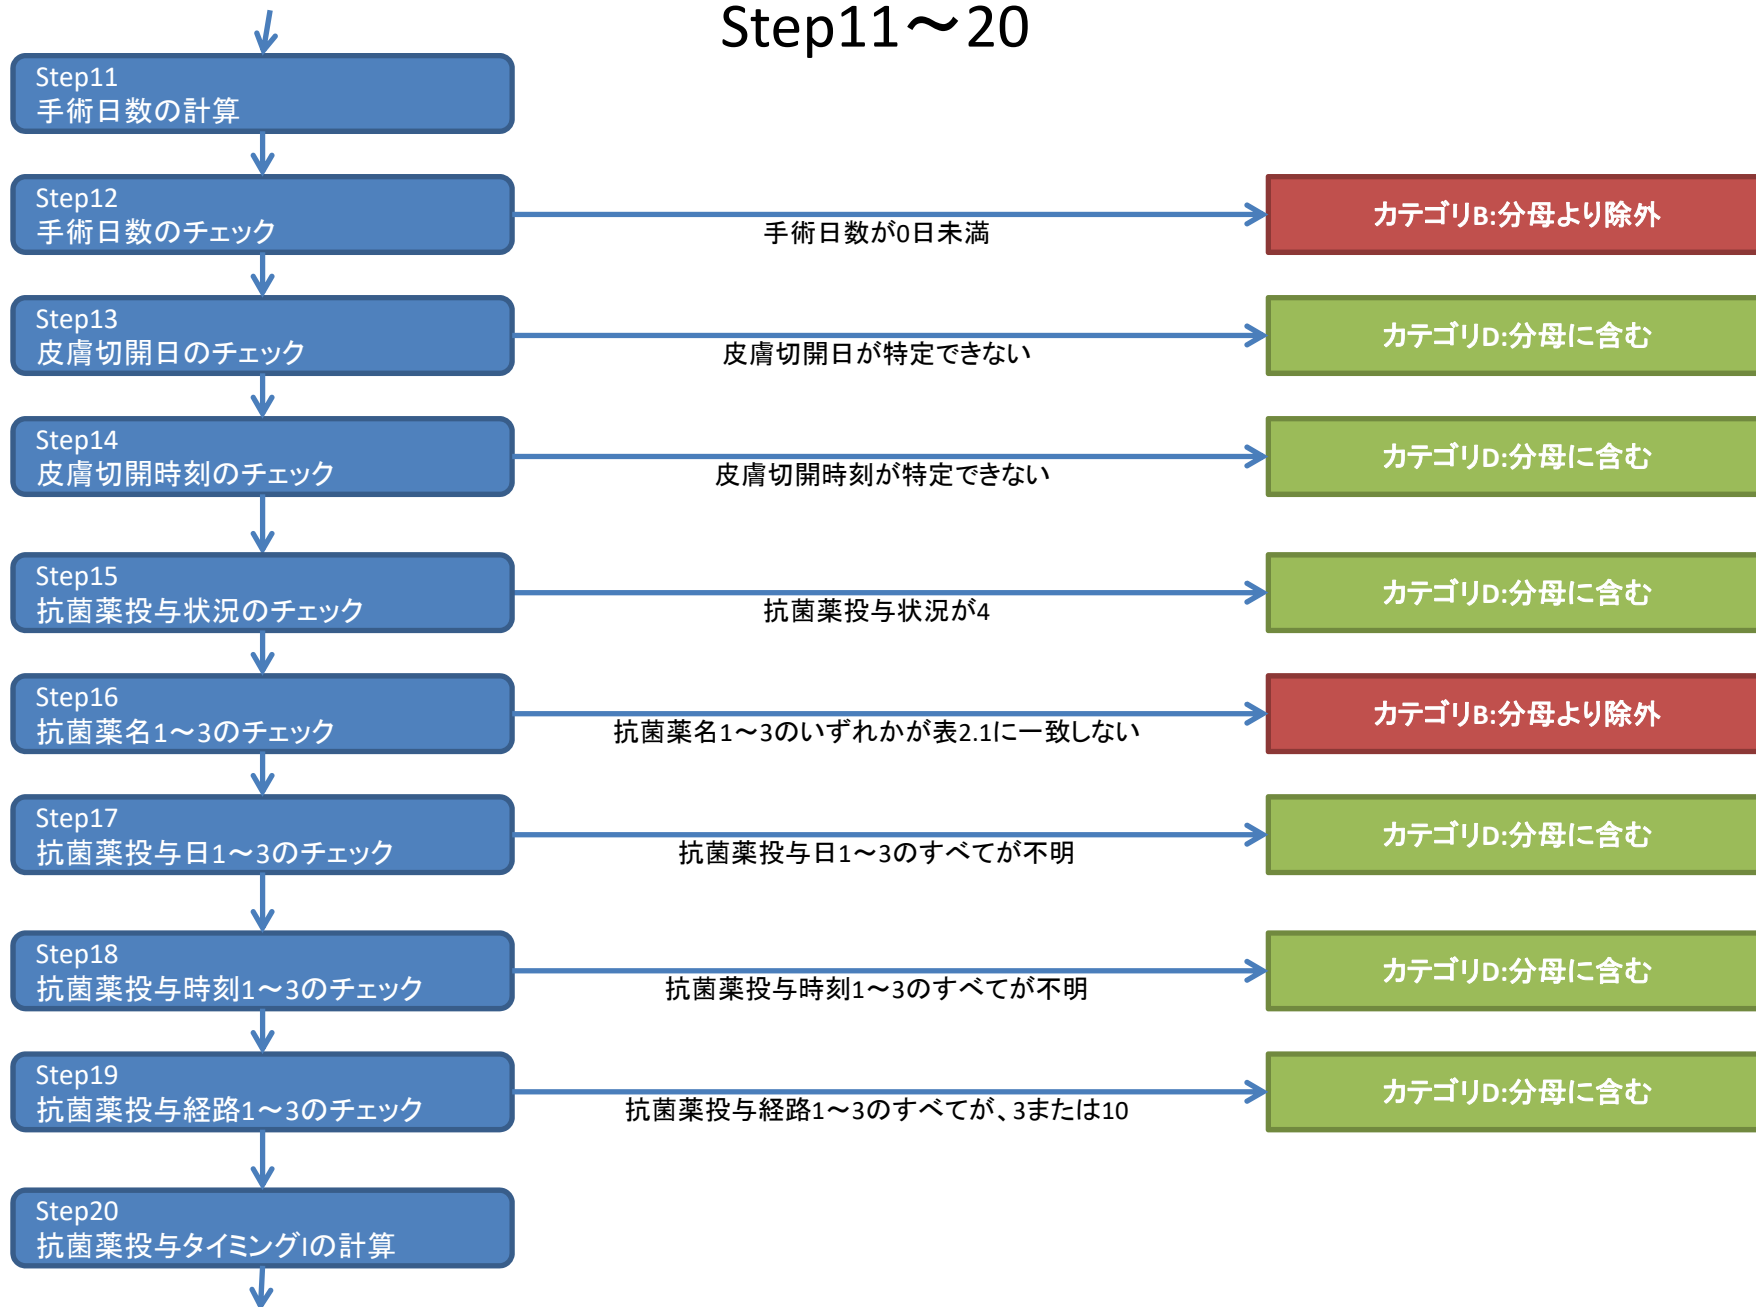 Step11～20
Step11
手術日数の計算
Step12
手術日数のチェック
手術日数が0日未満
カテゴリB:分母より除外
Step13
皮膚切開日のチェック
皮膚切開日が特定できない
カテゴリD:分母に含む
Step14
皮膚切開時刻のチェック
皮膚切開時刻が特定できない
カテゴリD:分母に含む
Step15
抗菌薬投与状況のチェック
抗菌薬投与状況が4
カテゴリD:分母に含む
Step16
抗菌薬名1～3のチェック
抗菌薬名1～3のいずれかが表2.1に一致しない
カテゴリB:分母より除外
Step17
抗菌薬投与日1～3のチェック
抗菌薬投与日1～3のすべてが不明
カテゴリD:分母に含む
Step18
抗菌薬投与時刻1～3のチェック
抗菌薬投与時刻1～3のすべてが不明
カテゴリD:分母に含む
Step19
抗菌薬投与経路1～3のチェック
抗菌薬投与経路1～3のすべてが、3または10
カテゴリD:分母に含む
Step20
抗菌薬投与タイミングIの計算